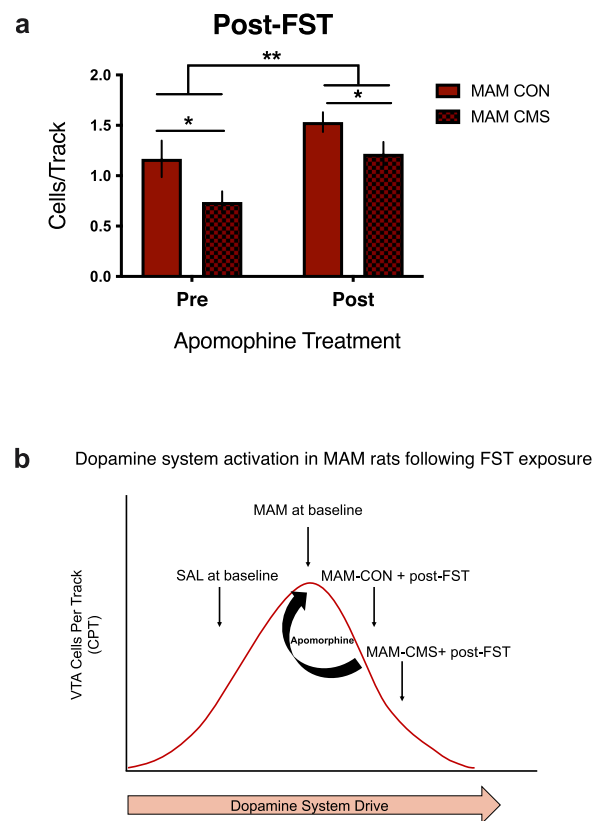 a
Post-FST
**
*
*
MAM CON
MAM CMS
2.0
1.5
1.0
0.5
0.0
Cells/Track
Pre
Post
Apomophine Treatment
b
Dopamine system activation in MAM rats following FST exposure
MAM at baseline
SAL at baseline
MAM-CON + post-FST
Apomorphine
MAM-CMS+ post-FST
VTA Cells Per Track
(CPT)
Dopamine System Drive